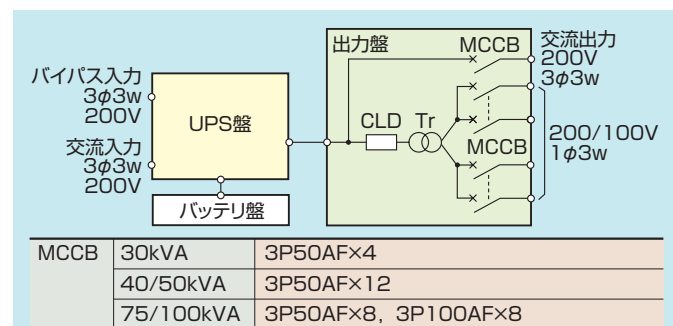 出力盤
MCCB
交流出力
200V
3φ3w
バイパス入力
3φ3w
200V
UPS盤
CLD Tr
MCCB
200/100V
1φ3w
交流入力
3φ3w
200V
バッテリ盤
MCCB 30kVA 3P50AF×4
40/50kVA 3P50AF×12
75/100kVA 3P50AF×8，3P100AF×8